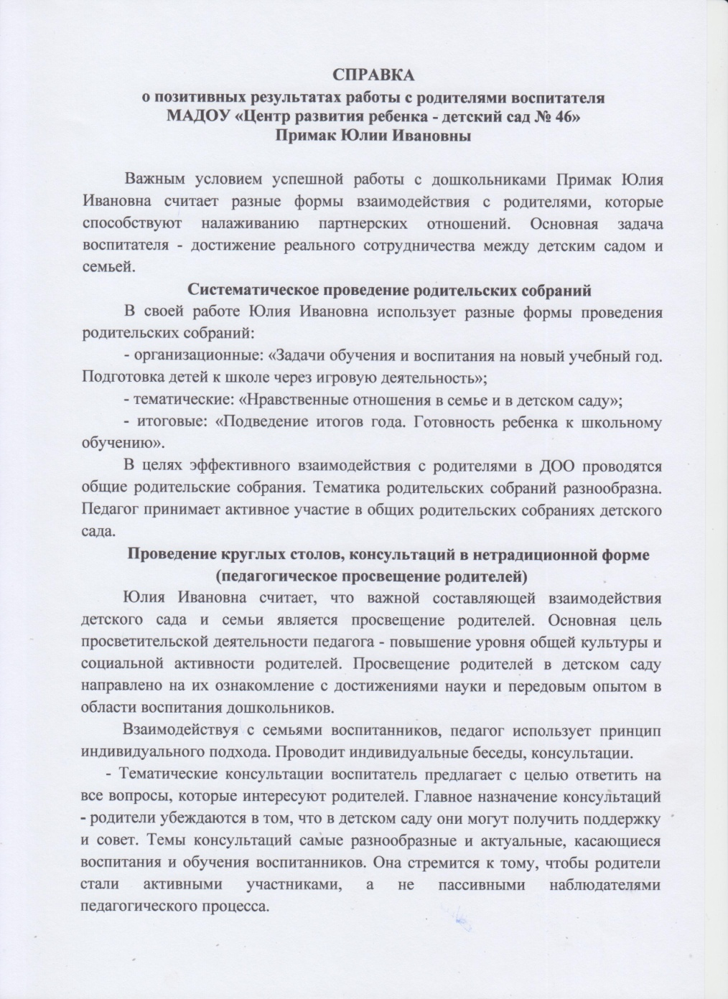 СПРАВКА
о позитивных результатах работы с родителями воспитателя
МАДОУ «Центр развития ребенка - детский сад № 46»
Примак Юлии Ивановны
Важным условием успешной работы с дошкольниками Примак Юлия
Ивановна считает разные формы взаимодействия с родителями, которые
способствуют налаживанию партнерских отношений. Основная задача
воспитателя - достижение реального сотрудничества между детским садом и
семьей.
Систематическое проведение родительских собраний
В своей работе Юлия Ивановна использует разные формы проведения
родительских собраний:
- организационные: «Задачи обучения и воспитания на новый учебный год.
Подготовка детей к школе через игровую деятельность»;
- тематические: «Нравственные отношения в семье и в детском саду»;
- итоговые: «Подведение итогов года. Готовность ребенка к школьному
обучению».
В целях эффективного взаимодействия с родителями в ДОО проводятся
общие родительские собрания. Тематика родительских собраний разнообразна.
Педагог принимает активное участие в общих родительских собраниях детского
сада.
Проведение круглых столов, консультаций в нетрадиционной форме
(педагогическое просвещение родителей)
Юлия Ивановна считает, что важной составляющей взаимодействия
детского сада и семьи является просвещение родителей. Основная цель
просветительской деятельности педагога - повышение уровня общей культуры и
социальной активности родителей. Просвещение родителей в детском саду
направлено на их ознакомление с достижениями науки и передовым опытом в
области воспитания дошкольников.
Взаимодействуя с семьями воспитанников, педагог использует принцип
индивидуального подхода. Проводит индивидуальные беседы, консультации.
- Тематические консультации воспитатель предлагает с целью ответить на
все вопросы, которые интересуют родителей. Главное назначение консультаций
- родители убеждаются в том, что в детском саду они могут получить поддержку
и совет. Темы консультаций самые разнообразные и актуальные, касающиеся
воспитания и обучения воспитанников. Она стремится к тому, чтобы родители
стали активными участниками, а не пассивными наблюдателями
педагогического процесса.